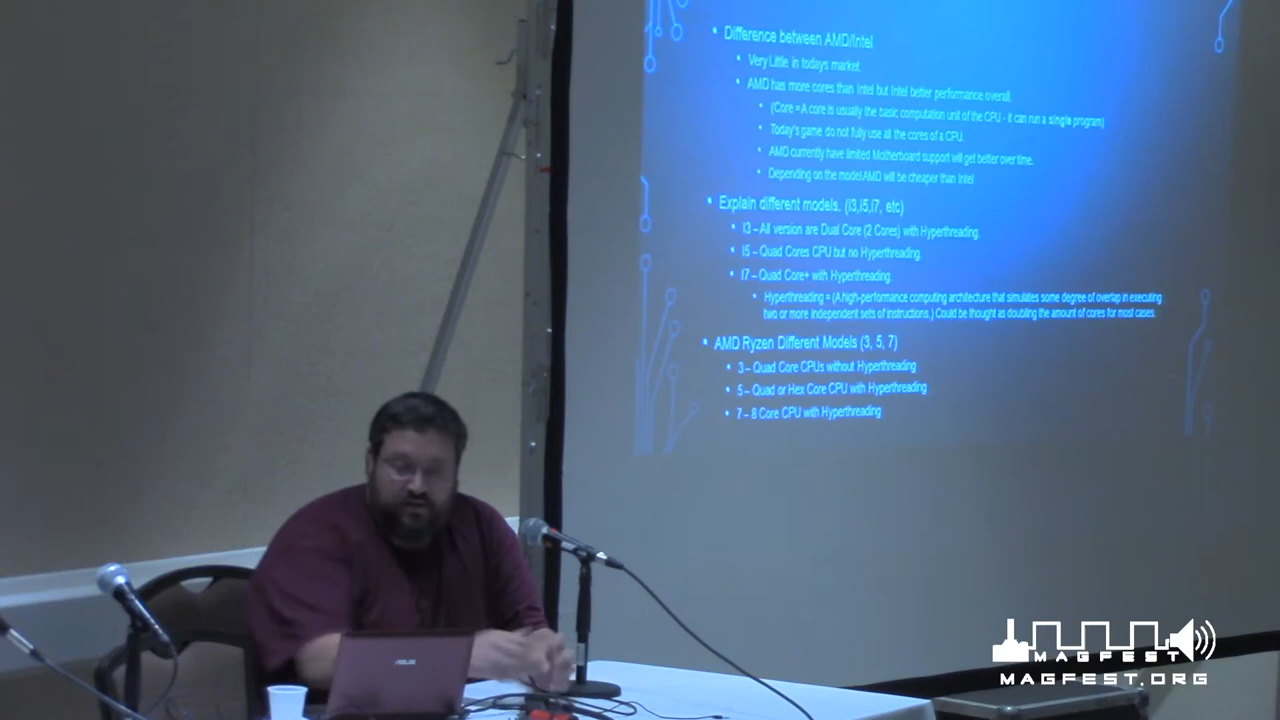 Difference between AMD/Intel
Very Little in todays market.
AMD has more cores than Intel but Intel better performance overall.
(Core = A core is usually the basic computation unit of the CPU - it can run a single program)
Today's game do not fully use all the cores of a CPU.
AMD currently have limited Motherboard support will get better over time.
Depending on the model AMD will be cheaper than Intel
Explain different models. (I3,I5,I7, etc)
I3 – All version are Dual Core (2 Cores) with Hyperthreading.
I5 – Quad Cores CPU but no Hyperthreading.
I7 – Quad Core+ with Hyperthreading.
Hyperthreading = (A high-performance computing architecture that simulates some degree of overlap in executing
two or more independent sets of instructions.) Could be thought as doubling the amount of cores for most cases.
AMD Ryzen Different Models (3, 5, 7)
3 – Quad Core CPUs without Hyperthreading
5 – Quad or Hex Core CPU with Hyperthreading
7 – 8 Core CPU with Hyperthreading
ASUS
MAGFEST
MAGFEST.ORG